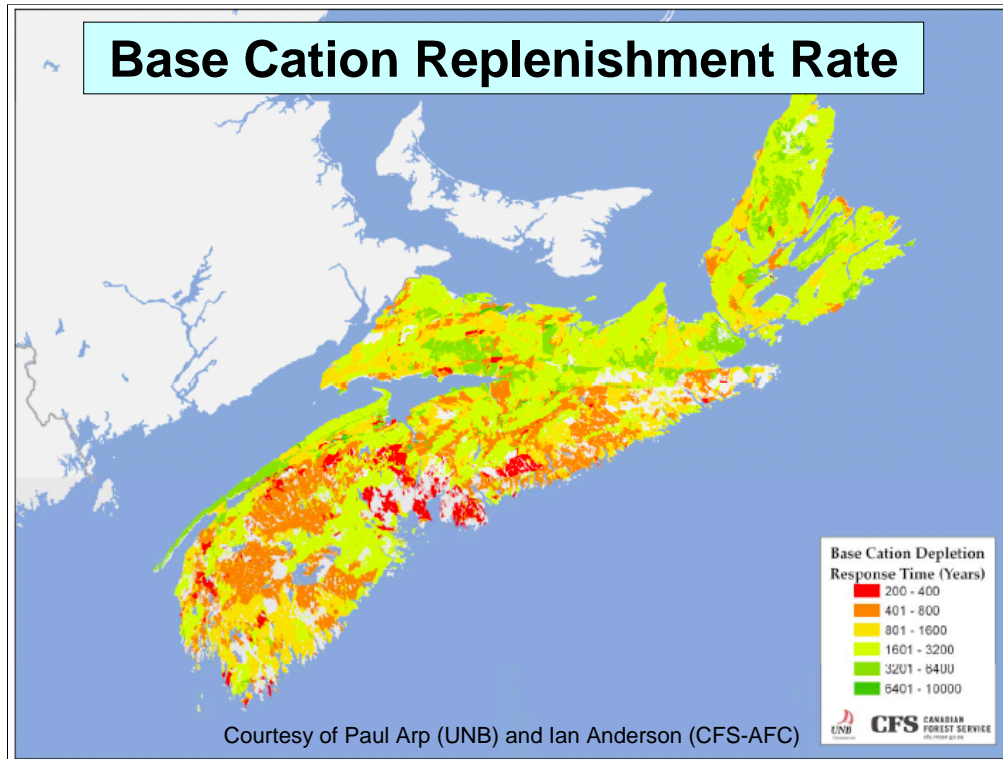 Base Cation Replenishment Rate
Base Cation Depletion
Response Time (Years)
200 - 400
401 - 800
801 - 1600
1601 - 3200
3201 - 6400
6401 - 10000
UNB
CFS CANADIAN
FOREST SERVICE
Courtesy of Paul Arp (UNB) and Ian Anderson (CFS-AFC)